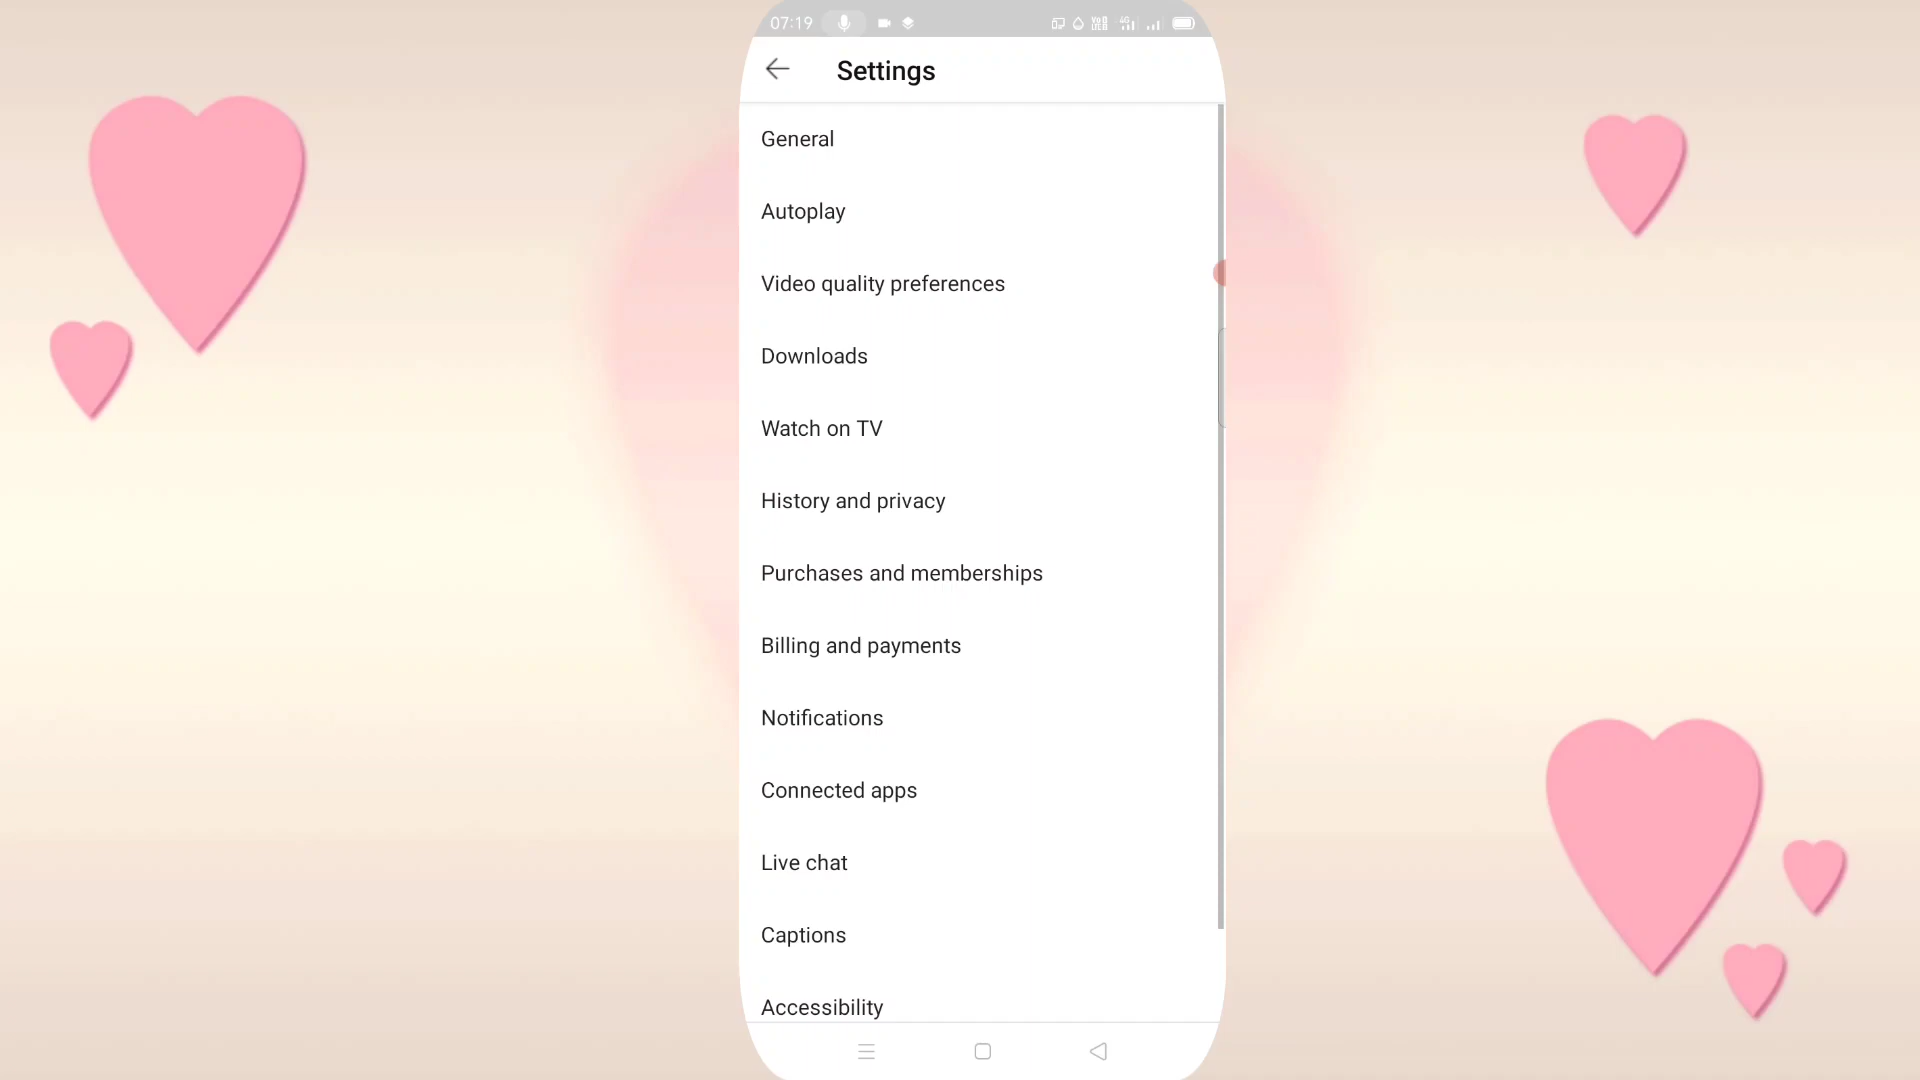 07:19
Settings
General
Autoplay
Video quality preferences
Downloads
Watch on TV
History and privacy
Purchases and memberships
Billing and payments
Notifications
Connected apps
Live chat
Captions
Accessibility